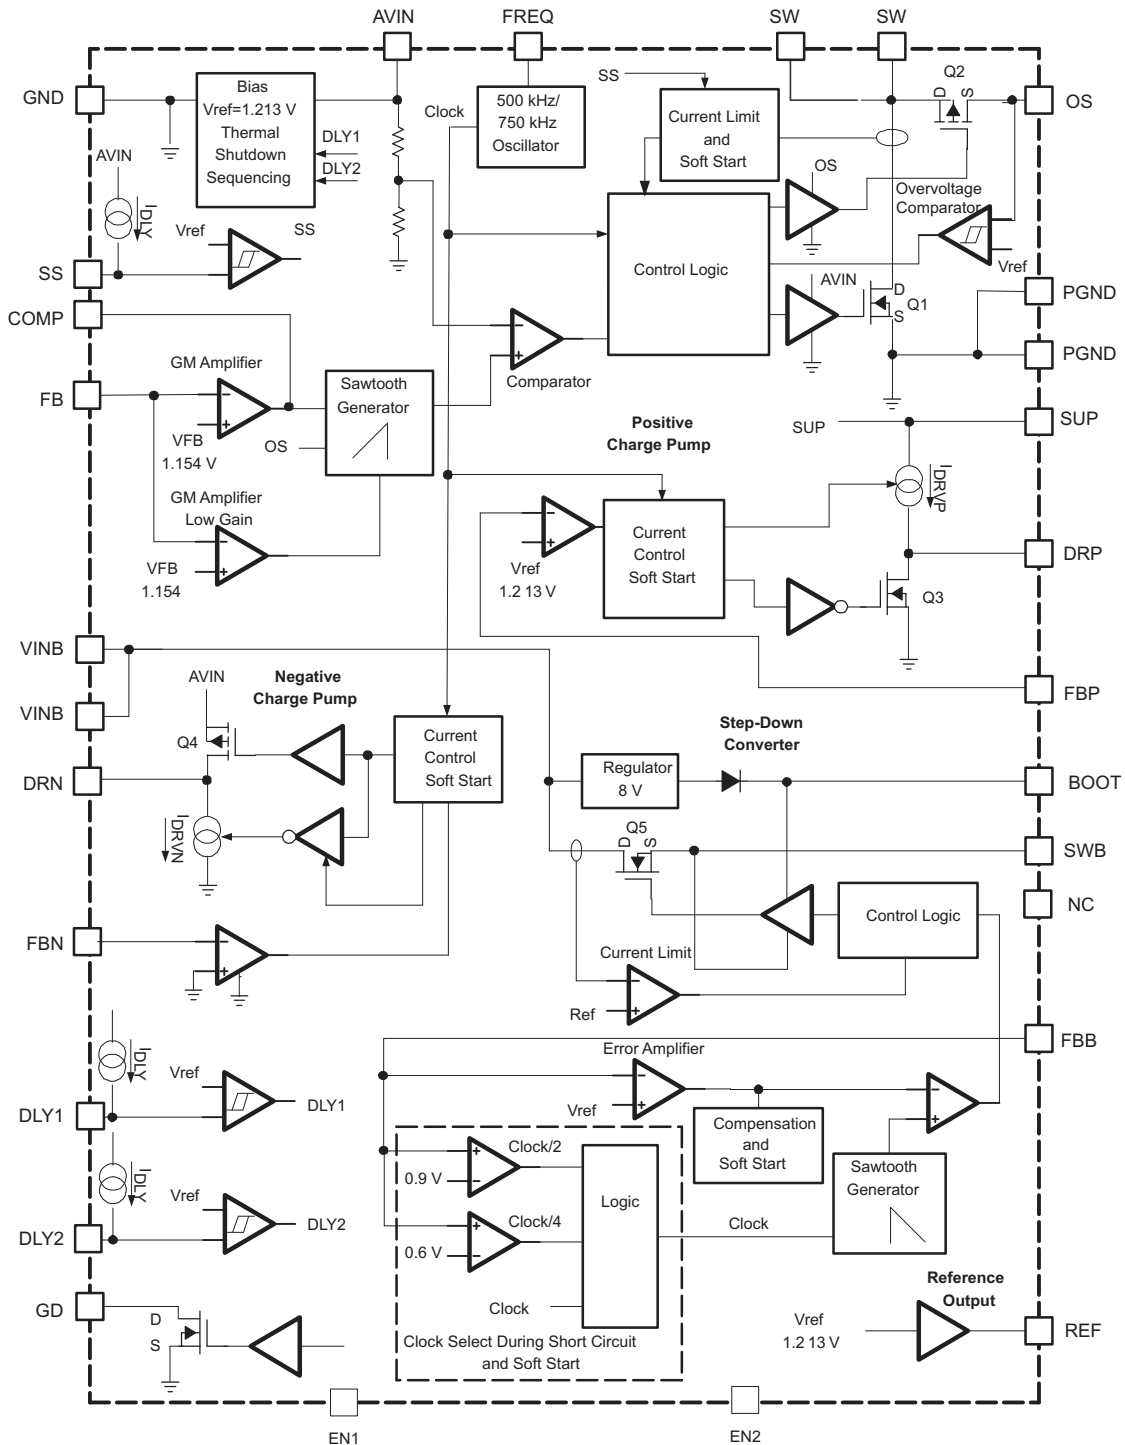 AVIN
FREQ
SW
SW
GND
Bias
Vref=1.213 V
Thermal
Shutdown
Sequencing
DLY1
DLY2
Clock
500 kHz/
750 kHz
Oscillator
SS
Current Limit
and
Soft Start
Q2
D
S
OS
AVIN
IDLY
Vref
SS
SS
OS
Overvoltage
Comparator
Vref
Control Logic
AVIN
D
Q1
S
PGND
PGND
COMP
GM Amplifier
FB
VFB
1.154 V
OS
Sawtooth
Generator
Comparator
GM Amplifier
Low Gain
VFB
1.154
Positive
Charge Pump
SUP
SUP
IDRVP
Vref
1.2 13 V
Current
Control
Soft Start
DRP
Q3
FBP
VINB
VINB
Negative
Charge Pump
AVIN
Q4
DRN
IDRVN
Current
Control
Soft Start
Step-Down
Converter
Regulator
8 V
BOOT
Q5
D
S
SWB
NC
Control Logic
Current Limit
Ref
FBN
FBB
Error Amplifier
Vref
IDLY
Vref
DLY1
DLY1
IDLY
Vref
DLY2
DLY2
Compensation
and
Soft Start
Sawtooth
Generator
Clock/2
0.9 V
Clock/4
0.6 V
Logic
Clock
Clock
Clock Select During Short Circuit
and Soft Start
GD
D
S
Reference
Output
Vref
1.2 13 V
REF
EN1
EN2